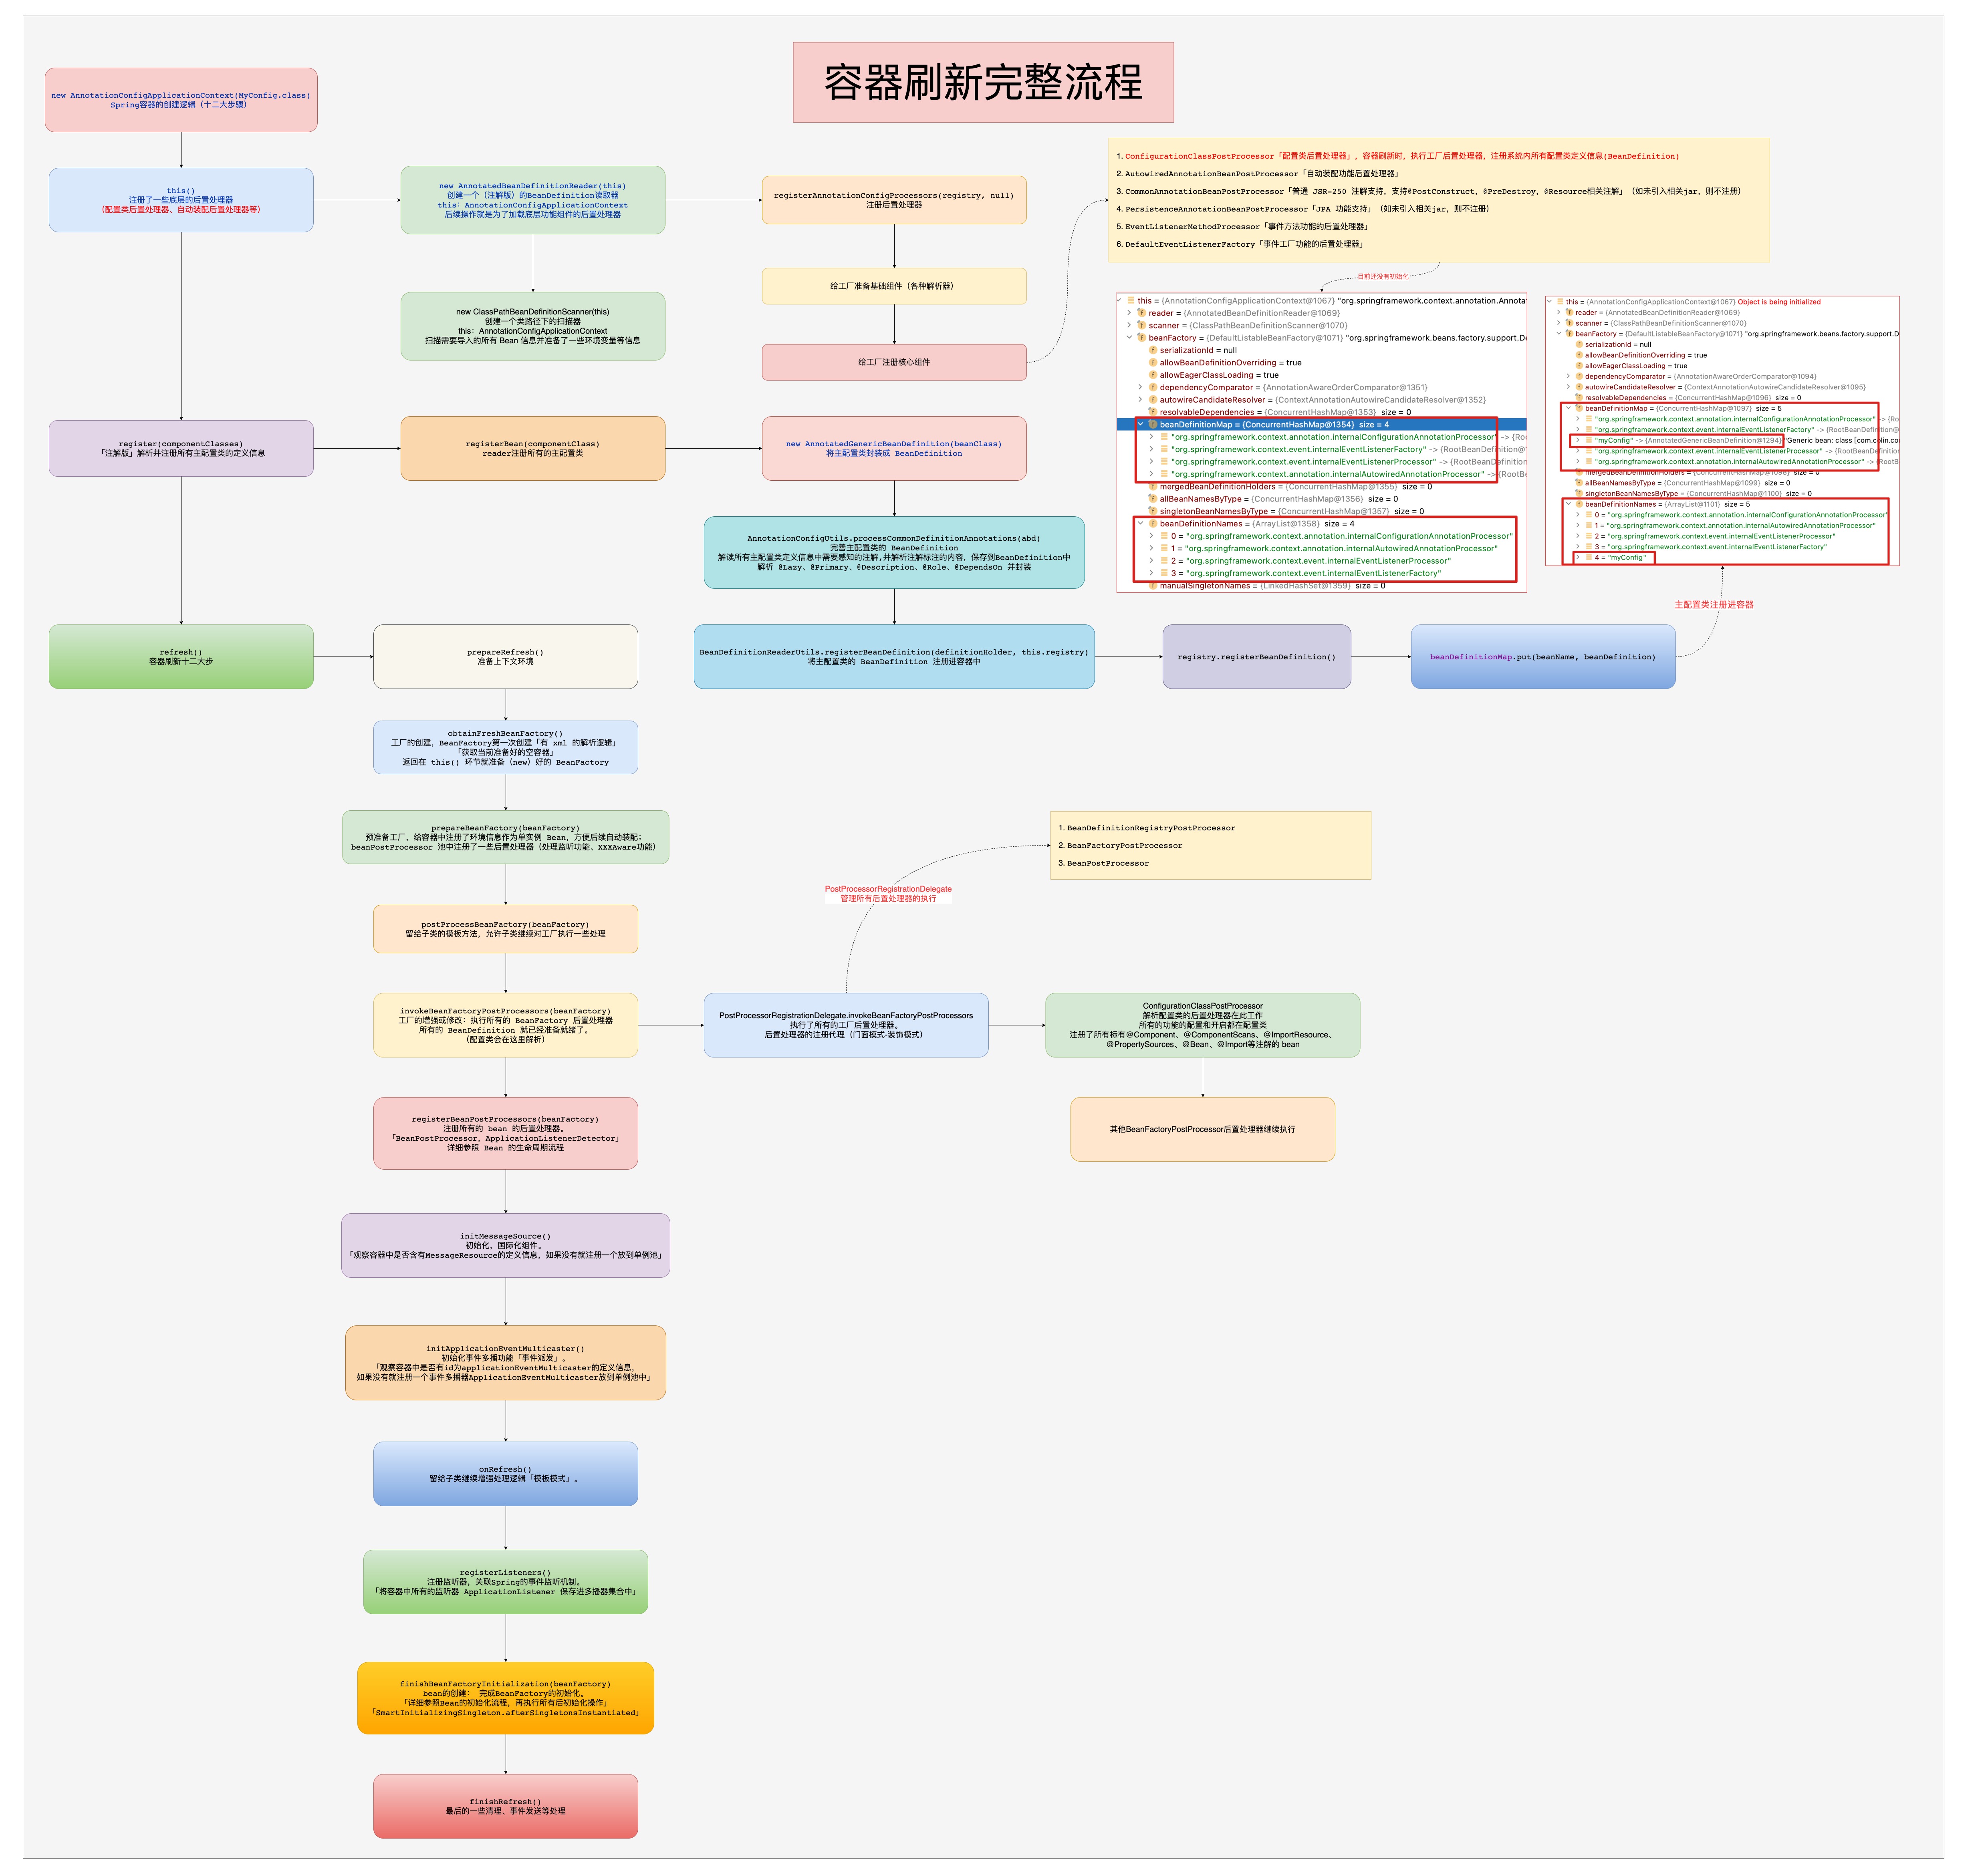 容器刷新完整流程
new AnnotationConfigApplicationContext(MyConfig.class)
Spring容器的创建逻辑（十二大步骤）
this()
注册了一些底层的后置处理器
（配置类后置处理器、自动装配后置处理器等）
new AnnotatedBeanDefinitionReader(this)
创建一个（注解版）的BeanDefinition读取器
this: AnnotationConfigApplicationContext
后续操作就是为了加载底层功能组件的后置处理器
registerAnnotationConfigProcessors(registry, null)
注册后置处理器
1. ConfigurationClassPostProcessor「配置类后置处理器」，容器刷新时，执行工厂后置处理器，注册系统内所有配置类定义信息(BeanDefinition)
2. AutowiredAnnotationBeanPostProcessor「自动装配功能后置处理器」
3. CommonAnnotationBeanPostProcessor「普通 JSR-250 注解支持，支持@PostConstruct, @PreDestroy, @Resource相关注解」（如未引入相关jar，则不注册）
4. PersistenceAnnotationBeanPostProcessor「JPA 功能支持」（如未引入相关jar，则不注册）
5. EventListenerMethodProcessor「事件方法功能的后置处理器」
6. DefaultEventListenerFactory「事件工厂功能的后置处理器」
new ClassPathBeanDefinitionScanner(this)
创建一个类路径下的扫描器
this：AnnotationConfigApplicationContext
扫描需要导入的所有 Bean 信息并准备了一些环境变量等信息
给工厂准备基础组件（各种解析器）
给工厂注册核心组件
目前还没有初始化
this = {AnnotationConfigApplicationContext@1067} "org.springframework.context.annotation.Annota
reader = {AnnotatedBeanDefinitionReader@1069}
scanner = {ClassPathBeanDefinitionScanner@1070}
beanFactory = {DefaultListableBeanFactory@1071} "org.springframework.beans.factory.support.De
serializationId = null
allowBeanDefinitionOverriding = true
allowEagerClassLoading = true
dependencyComparator = {AnnotationAwareOrderComparator@1351}
autowireCandidateResolver = {ContextAnnotationAutowireCandidateResolver@1352}
resolvableDependencies = {ConcurrentHashMap@1353} size = 0
beanDefinitionMap = {ConcurrentHashMap@1354} size = 4
"org.springframework.context.annotation.internalConfigurationAnnotationProcessor" -> {Roo
"org.springframework.context.event.internalEventListenerFactory" -> {RootBeanDefinition@
"org.springframework.context.event.internalEventListenerProcessor" -> {RootBeanDefinition
"org.springframework.context.annotation.internalAutowiredAnnotationProcessor" -> {RootBe
mergedBeanDefinitionHolders = {ConcurrentHashMap@1355} size = 0
allBeanNamesByType = {ConcurrentHashMap@1356} size = 0
singletonBeanNamesByType = {ConcurrentHashMap@1357} size = 0
beanDefinitionNames = {ArrayList@1358} size = 4
0 = "org.springframework.context.annotation.internalConfigurationAnnotationProcessor"
1 = "org.springframework.context.annotation.internalAutowiredAnnotationProcessor"
2 = "org.springframework.context.event.internalEventListenerProcessor"
3 = "org.springframework.context.event.internalEventListenerFactory"
manualSingletonNames = {LinkedHashSet@1359} size = 0
this = {AnnotationConfigApplicationContext@1067} Object is being initialized
reader = {AnnotatedBeanDefinitionReader@1069}
scanner = {ClassPathBeanDefinitionScanner@1070}
beanFactory = {DefaultListableBeanFactory@1071} "org.springframework.beans.factory.support.D
serializationId = null
allowBeanDefinitionOverriding = true
allowEagerClassLoading = true
dependencyComparator = {AnnotationAwareOrderComparator@1094}
autowireCandidateResolver = {ContextAnnotationAutowireCandidateResolver@1095}
resolvableDependencies = {ConcurrentHashMap@1096} size = 0
beanDefinitionMap = {ConcurrentHashMap@1097} size = 5
"org.springframework.context.annotation.internalConfigurationAnnotationProcessor" -> {Ro
"org.springframework.context.event.internalEventListenerFactory" -> {RootBeanDefinition@
"myConfig" -> {AnnotatedGenericBeanDefinition@1294} "Generic bean: class [com.colin.co
"org.springframework.context.event.internalEventListenerProcessor" -> {RootBeanDefinition
"org.springframework.context.annotation.internalAutowiredAnnotationProcessor" -> {RootB
mergedBeanDefinitionHolders = {ConcurrentHashMap@1098} size = 0
allBeanNamesByType = {ConcurrentHashMap@1099} size = 0
singletonBeanNamesByType = {ConcurrentHashMap@1100} size = 0
beanDefinitionNames = {ArrayList@1101} size = 5
0 = "org.springframework.context.annotation.internalConfigurationAnnotationProcessor"
1 = "org.springframework.context.annotation.internalAutowiredAnnotationProcessor"
2 = "org.springframework.context.event.internalEventListenerProcessor"
3 = "org.springframework.context.event.internalEventListenerFactory"
4 = "myConfig"
主配置类注册进容器
register(componentClasses)
「注解版」解析并注册所有主配置类的定义信息
registerBean(componentClass)
reader注册所有的主配置类
new AnnotatedGenericBeanDefinition(beanClass)
将主配置类封装成 BeanDefinition
AnnotationConfigUtils.processCommonDefinitionAnnotations(abd)
完善主配置类的 BeanDefinition
解读所有主配置类定义信息中需要感知的注解,并解析注解标注的内容，保存到BeanDefinition中
解析 @Lazy、@Primary、@Description、@Role、@DependsOn 并封装
refresh()
容器刷新十二大步
prepareRefresh()
准备上下文环境
BeanDefinitionReaderUtils.registerBeanDefinition(definitionHolder, this.registry)
将主配置类的 BeanDefinition 注册进容器中
registry.registerBeanDefinition()
beanDefinitionMap.put(beanName, beanDefinition)
obtainFreshBeanFactory()
工厂的创建，BeanFactory第一次创建「有 xml 的解析逻辑」
「获取当前准备好的空容器」
返回在 this() 环节就准备（new）好的 BeanFactory
prepareBeanFactory(beanFactory)
预准备工厂，给容器中注册了环境信息作为单实例 Bean，方便后续自动装配；
beanPostProcessor 池中注册了一些后置处理器（处理监听功能、XXXAware功能）
1. BeanDefinitionRegistryPostProcessor
2. BeanFactoryPostProcessor
3. BeanPostProcessor
PostProcessorRegistrationDelegate
管理所有后置处理器的执行
postProcessBeanFactory(beanFactory)
留给子类的模板方法，允许子类继续对工厂执行一些处理
invokeBeanFactoryPostProcessors(beanFactory)
工厂的增强或修改：执行所有的 BeanFactory 后置处理器
所有的 BeanDefinition 就已经准备就绪了。
（配置类会在这里解析）
PostProcessorRegistrationDelegate.invokeBeanFactoryPostProcessors
执行了所有的工厂后置处理器。
后置处理器的注册代理（门面模式-装饰模式）
ConfigurationClassPostProcessor
解析配置类的后置处理器在此工作
所有的功能的配置和开启都在配置类
注册了所有标有@Component、@ComponentScans、@ImportResource、
@PropertySources、@Bean、@Import等注解的 bean
registerBeanPostProcessors(beanFactory)
注册所有的 bean 的后置处理器。
「BeanPostProcessor，ApplicationListenerDetector」
详细参照 Bean 的生命周期流程
其他BeanFactoryPostProcessor后置处理器继续执行
initMessageSource()
初始化，国际化组件。
「观察容器中是否含有MessageResource的定义信息，如果没有就注册一个放到单例池」
initApplicationEventMulticaster()
初始化事件多播功能「事件派发」。
「观察容器中是否有id为applicationEventMulticaster的定义信息，
如果没有就注册一个事件多播器ApplicationEventMulticaster放到单例池中」
onRefresh()
留给子类继续增强处理逻辑「模板模式」。
registerListeners()
注册监听器，关联Spring的事件监听机制。
「将容器中所有的监听器 ApplicationListener 保存进多播器集合中」
finishBeanFactoryInitialization(beanFactory)
bean的创建： 完成BeanFactory的初始化。
「详细参照Bean的初始化流程，再执行所有后初始化操作」
「SmartInitializingSingleton.afterSingletonsInstantiated」
finishRefresh()
最后的一些清理、事件发送等处理